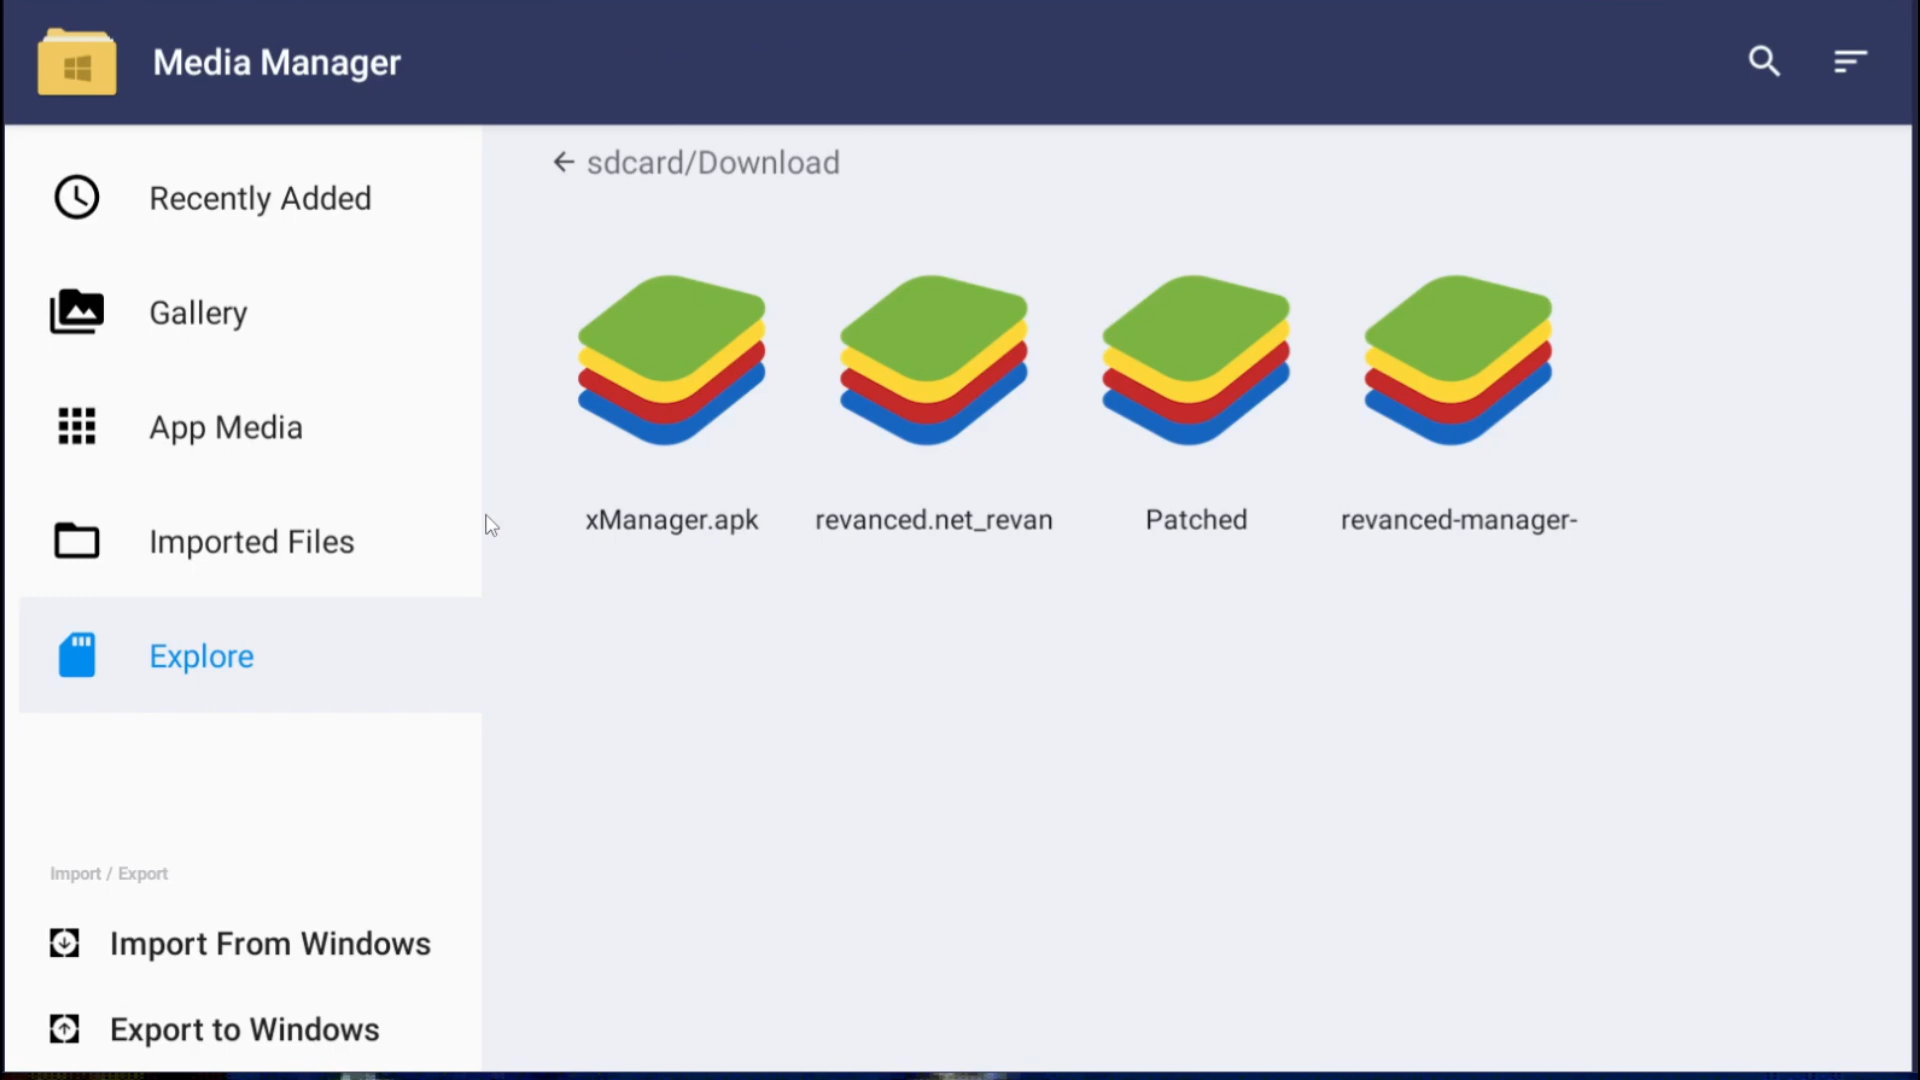 Media Manager
Recently Added
Gallery
App Media
Imported Files
Explore
Import / Export
Import From Windows
Export to Windows
sdcard/Download
xManager.apk
revanced.net_revan
Patched
revanced-manager-